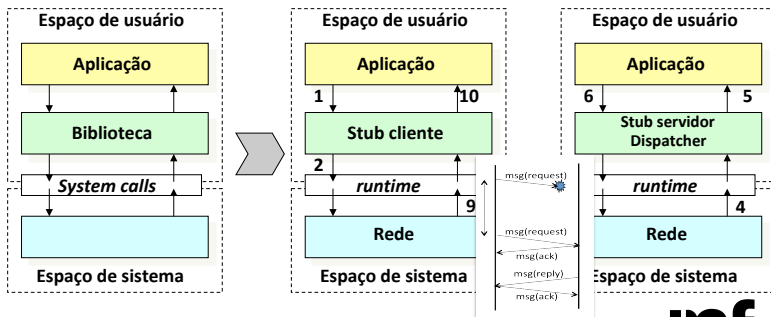 Espaço de usuário
Aplicação
Biblioteca
System calls
Espaço de sistema
Espaço de usuário
Aplicação
1
10
Stub cliente
2
runtime
9
Rede
Espaço de sistema
msg(request)
msg(request)
msg(ack)
msg(reply)
msg(ack)
Espaço de usuário
Aplicação
6
5
Stub servidor
Dispatcher
runtime
4
Rede
Espaço de sistema